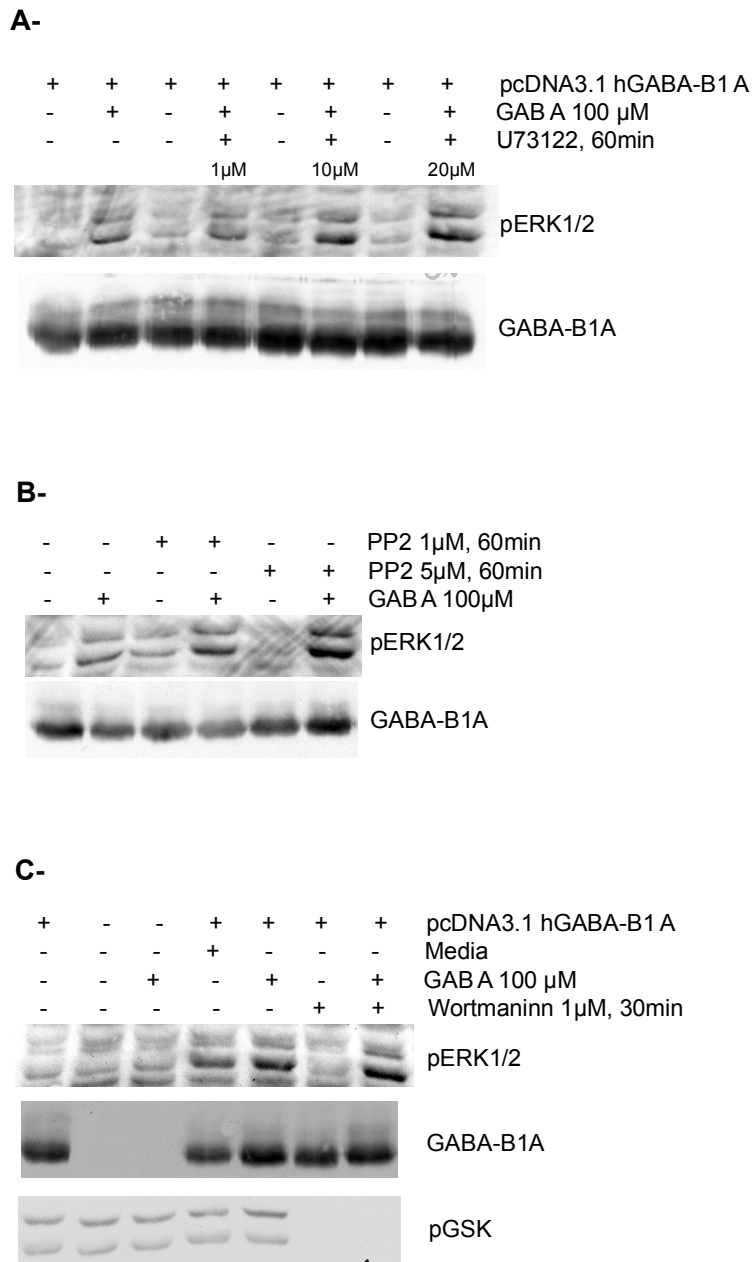 A-
+ + + + + + + + pcDNA3.1 hGABA-B1 A
- + - + - + - + GAB A 100 µM
- - - + - + - + U73122, 60min
1µM 10µM 20µM
pERK1/2
GABA-B1A
B-
- - + + - - PP2 1µM, 60min
- - - - + + PP2 5µM, 60min
- + - + - + GAB A 100µM
pERK1/2
GABA-B1A
C-
+ - - + + + + pcDNA3.1 hGABA-B1 A
- - - + - - - Media
- - + - + - + GAB A 100 µM
- - - - - + + Wortmaninn 1µM, 30min
pERK1/2
GABA-B1A
pGSK